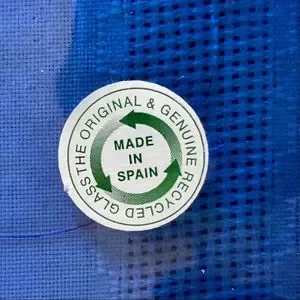 THE ORIGINAL & GENUINE RECYCLED GLASS
MADE
IN
SPAIN